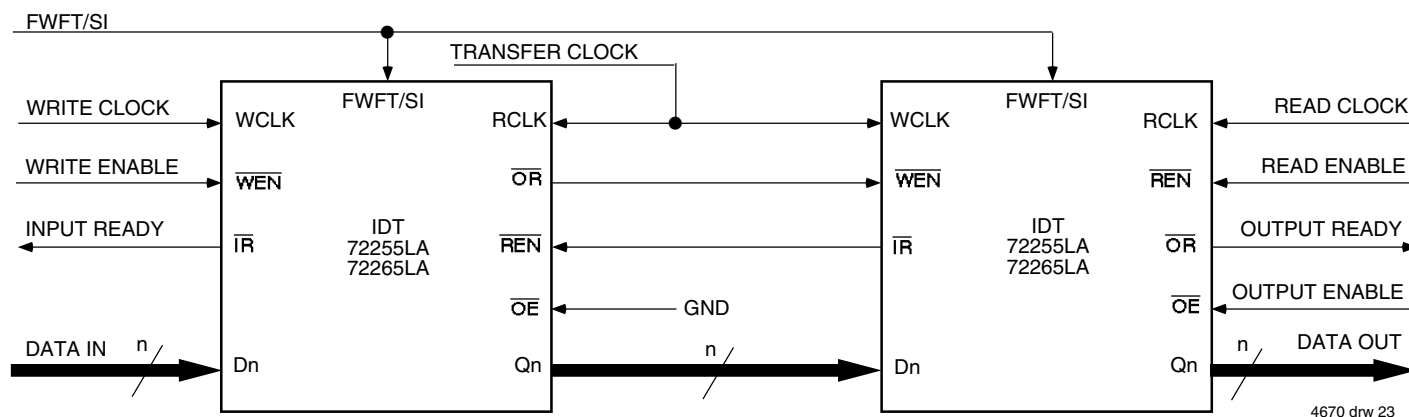 FWFT/SI
TRANSFER CLOCK
FWFT/SI
FWFT/SI
WRITE CLOCK
WCLK
RCLK
WCLK
RCLK
READ CLOCK
WRITE ENABLE
WEN
OR
WEN
REN
READ ENABLE
INPUT READY
IR
IDT
72255LA
72265LA
REN
IR
IDT
72255LA
72265LA
OR
OUTPUT READY
OE
GND
OE
OUTPUT ENABLE
DATA IN
n
Dn
Qn
n
Dn
Qn
n
DATA OUT
4670 drw 23